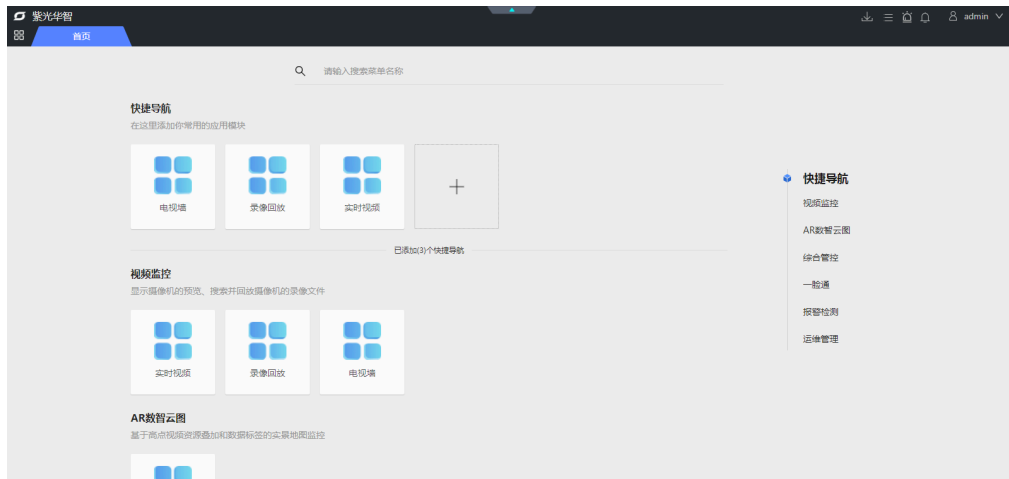 紫光华智
admin
首页
请输入搜索菜单名称
快捷导航
在这里添加你常用的应用模块
电视墙
录像回放
实时视频
已添加(3)个快捷导航
视频监控
显示摄像机的预览、搜索并回放摄像机的录像文件
实时视频
录像回放
电视墙
AR数智云图
基于高点视频资源叠加和数据标签的实景地图监控
快捷导航
视频监控
AR数智云图
综合管控
一脸通
报警检测
运维管理